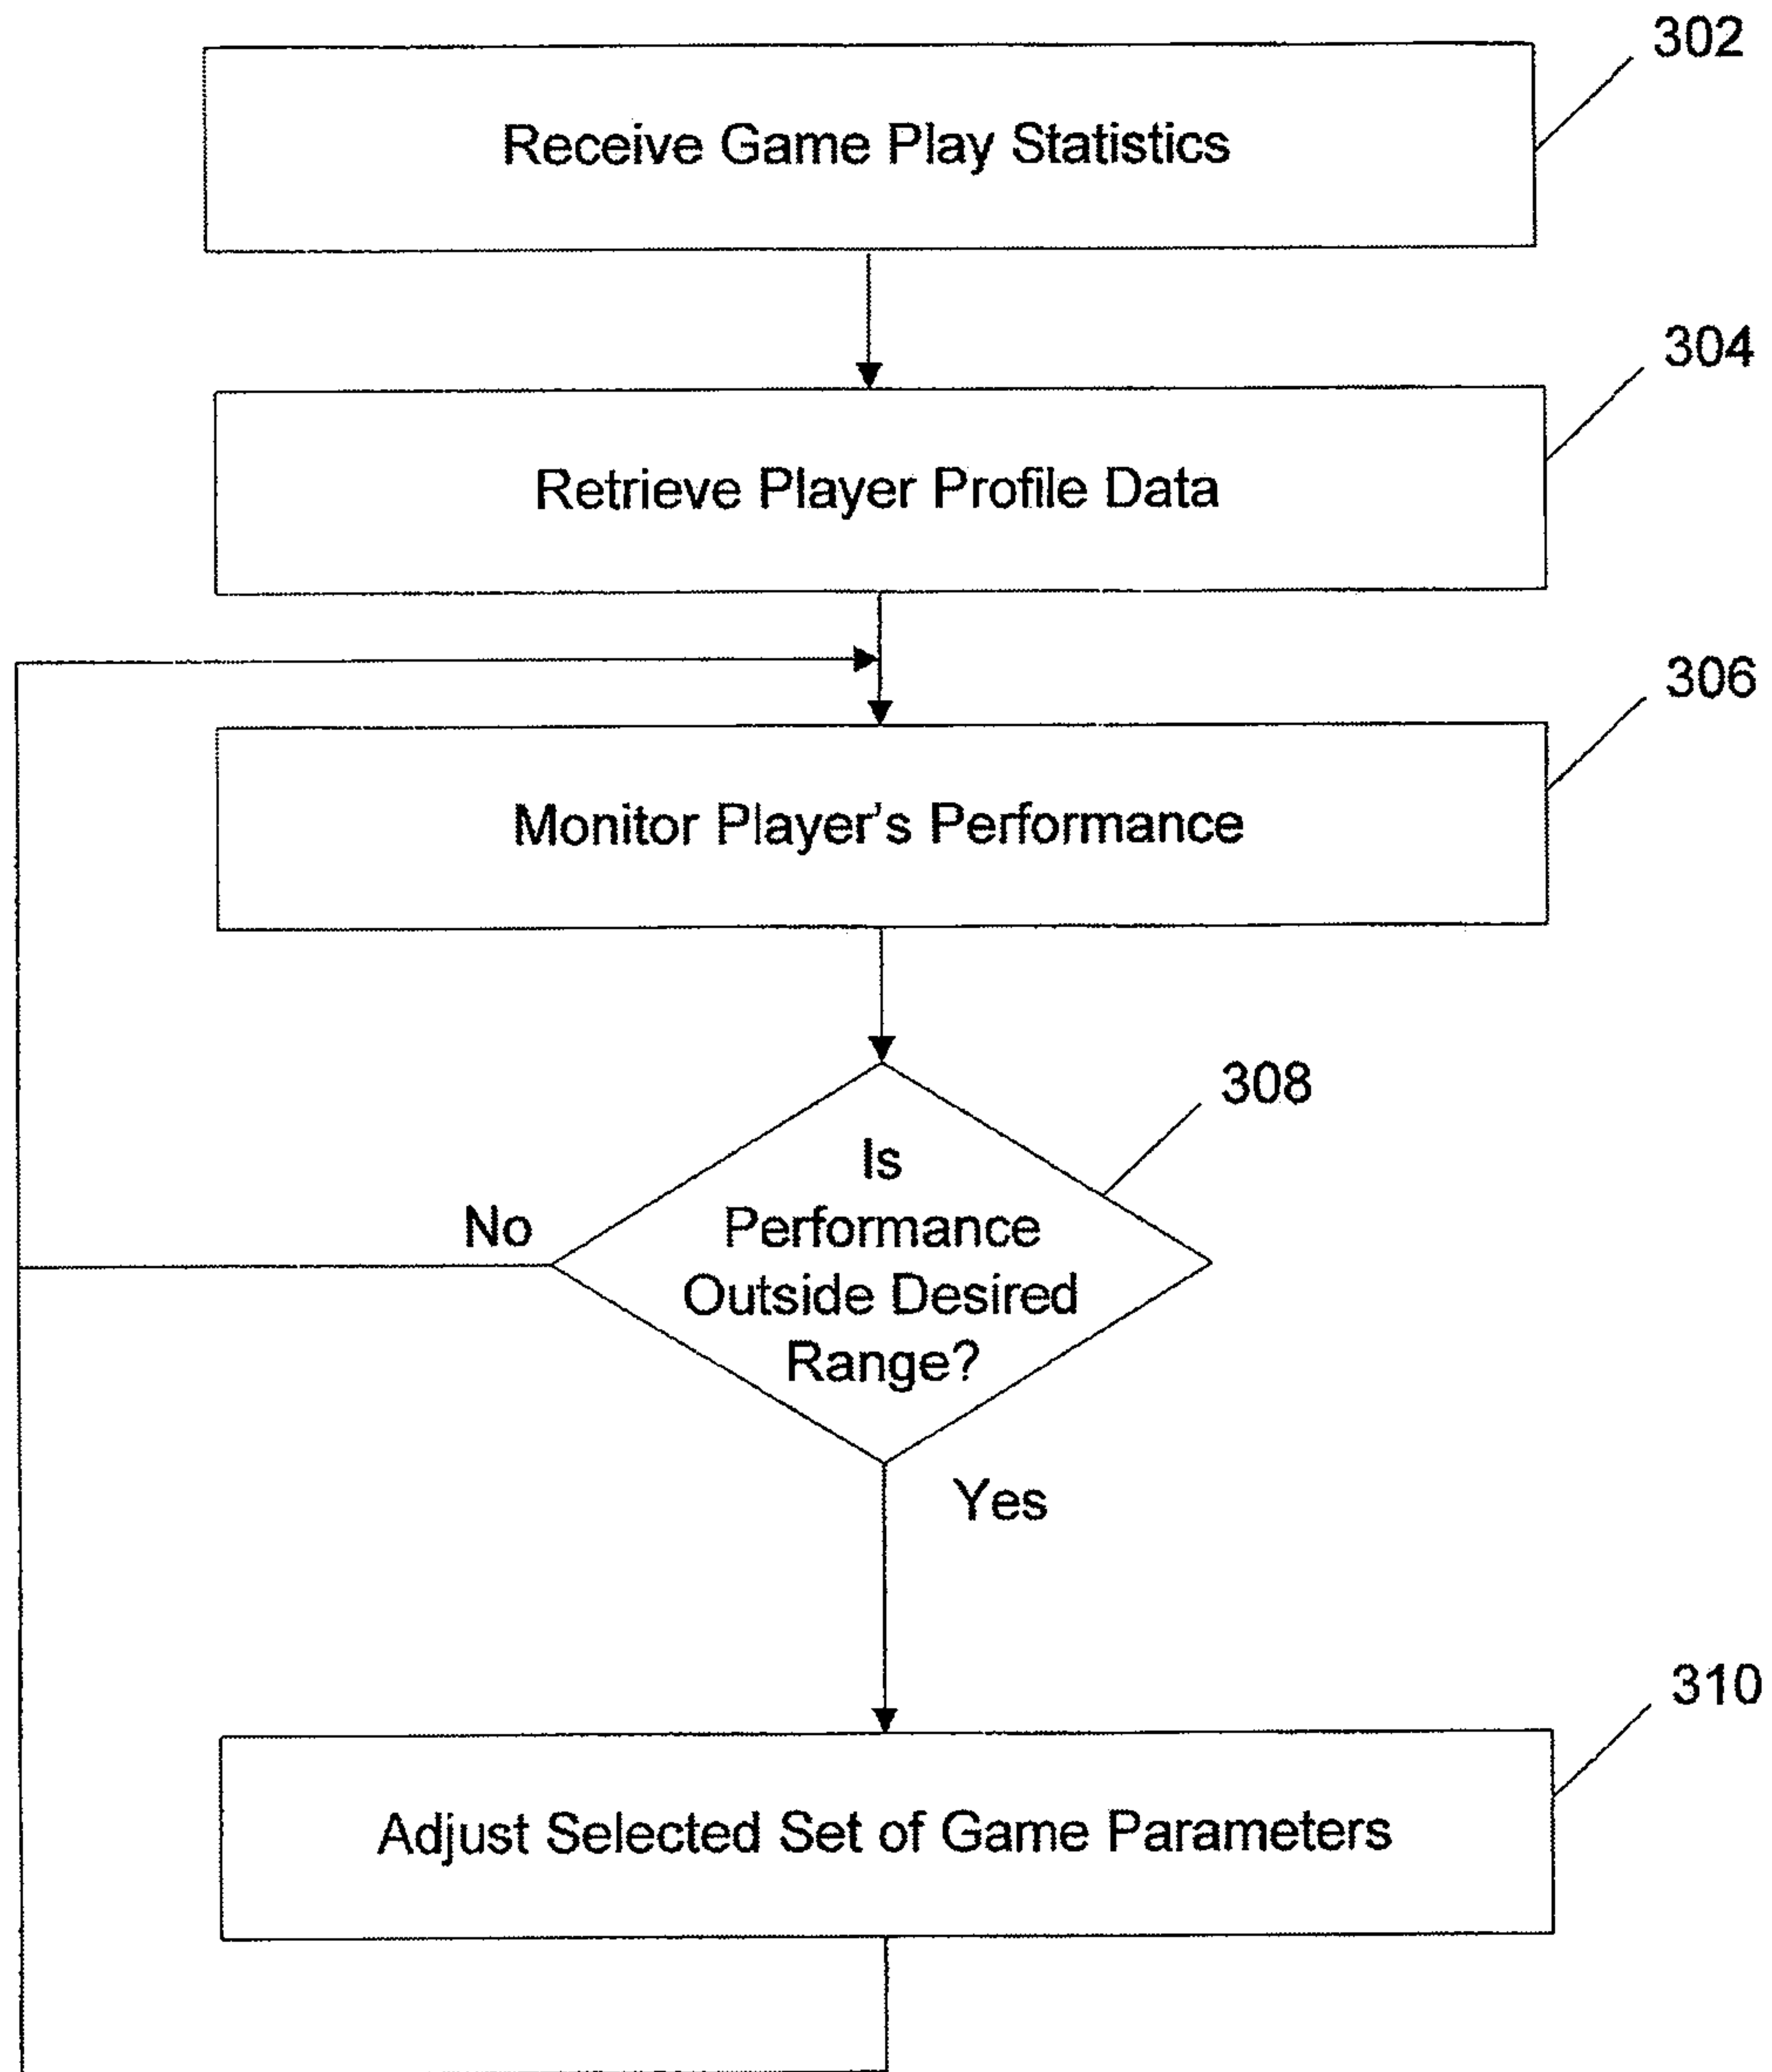 302
Receive Game Play Statistics
304
Retrieve Player Profile Data
306
Monitor Player's Performance
308
Is
Performance
Outside Desired
Range?
No
Yes
310
Adjust Selected Set of Game Parameters